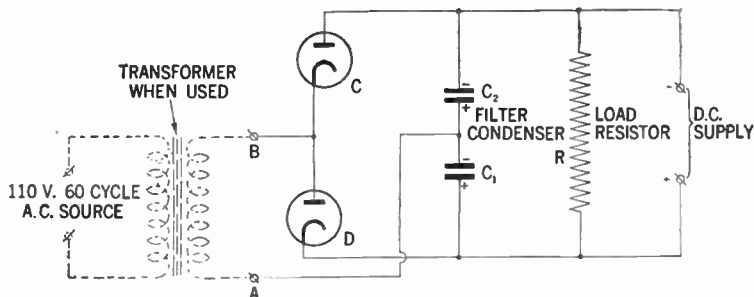 TRANSFORMER
WHEN USED
110 V. 60 CYCLE
A.C. SOURCE
B
A
C
D
-
C₂
+
FILTER
CONDENSER
-
C₁
+
LOAD
RESISTOR
R
-
D.C.
SUPPLY
+